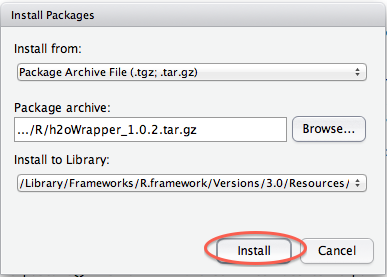 Install Packages
Install from:
Package Archive File (.tgz; .tar.gz)
Package archive:
.../R/h2oWrapper_1.0.2.tar.gz
Browse...
Install to Library:
/Library/Frameworks/R.framework/Versions/3.0/Resources/
Install
Cancel